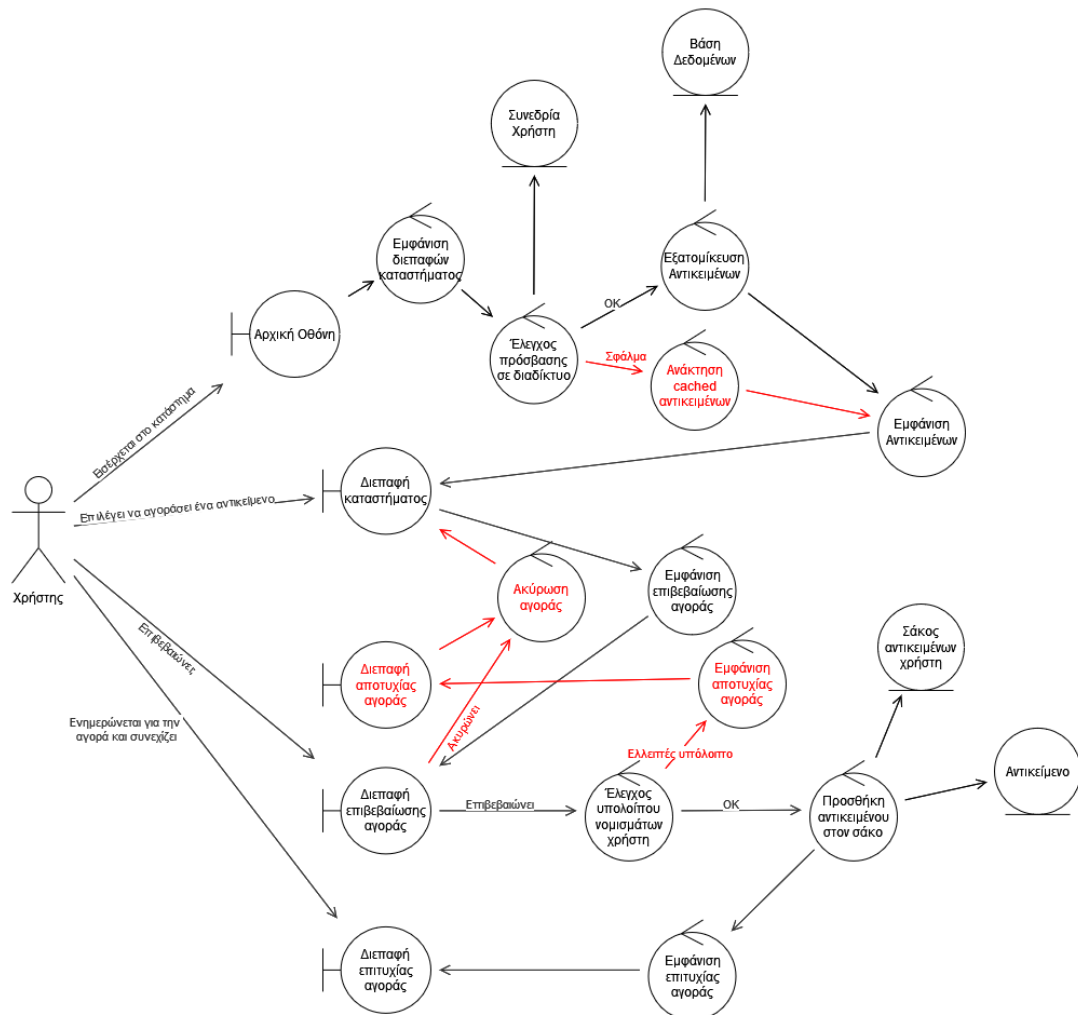 Βάση
Δεδομένων
Συνεδρία
Χρήστη
Εμφάνιση
διεπαφών
καταστήματος
Εξατομίκευση
Αντικειμένων
OK
Αρχική Οθόνη
Έλεγχος
πρόσβασης
σε διαδίκτυο
Σφάλμα
Ανάκτηση
cached
αντικειμένων
Εμφάνιση
Αντικειμένων
Εισέρχεται στο κατάστημα
Διεπαφή
καταστήματος
Επιλέγει να αγοράσει ένα αντικείμενο
Χρήστης
Ακύρωση
αγοράς
Εμφάνιση
επιβεβαίωσης
αγοράς
Επιβεβαιώνες
Διεπαφή
αποτυχίας
αγοράς
Εμφάνιση
αποτυχίας
αγοράς
Σάκος
αντικειμένων
χρήστη
Ενημερώνεται για την
αγορά και συνεχίζει
Ακυρώνει
Ελλειπές υπόλοιπο
Αντικείμενο
Διεπαφή
επιβεβαίωσης
αγοράς
Επιβεβαιώνει
Έλεγχος
υπολοίπου
νομισμάτων
χρήστη
OK
Προσθήκη
αντικειμένου
στον σάκο
Διεπαφή
επιτυχίας
αγοράς
Εμφάνιση
επιτυχίας
αγοράς